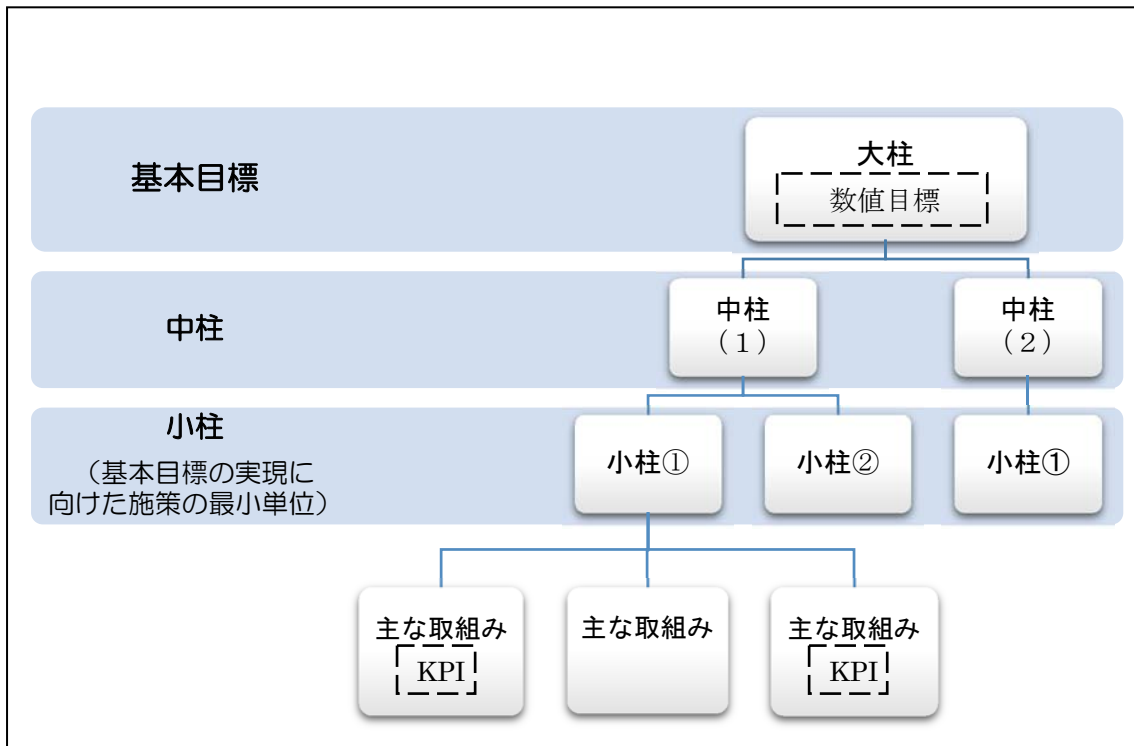 基本目標
大柱
数値目標
中柱
中柱
（１）
中柱
（２）
小柱
（基本目標の実現に
向けた施策の最小単位）
小柱①
小柱②
小柱①
主な取組み
KPI
主な取組み
主な取組み
KPI